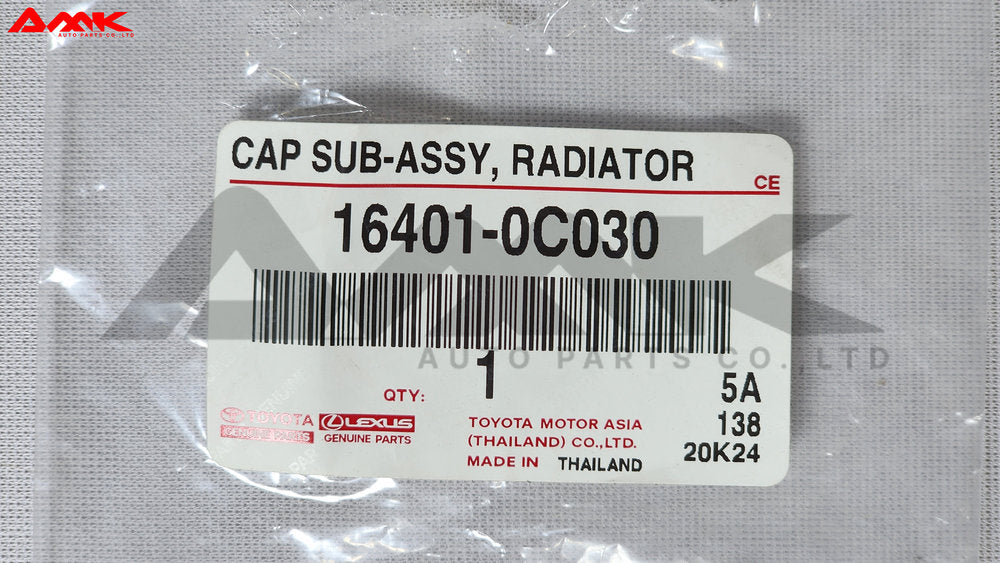 AMK
AUTO PARTS CO.,LTD
CAP SUB-ASSY, RADIATOR
CE
16401-0C030
AMK
AUTO PARTS CO.,LTD
QTY: 1
5A
TOYOTA LEXUS
GENUINE PARTS GENUINE PARTS
TOYOTA MOTOR ASIA
(THAILAND) CO.,LTD.
MADE IN THAILAND
138
20K24